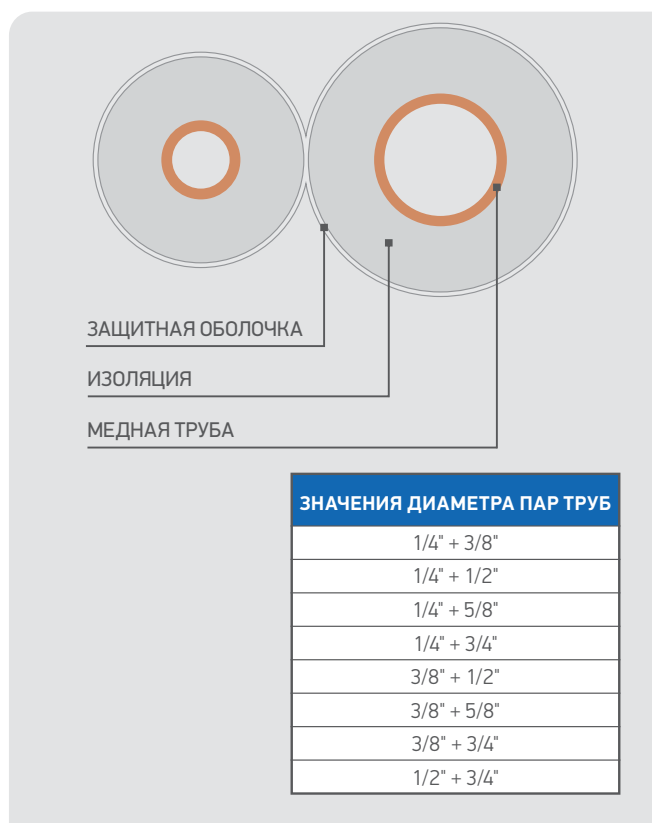 ЗАЩИТНАЯ ОБОЛОЧКА
ИЗОЛЯЦИЯ
МЕДНАЯ ТРУБА
ЗНАЧЕНИЯ ДИАМЕТРА ПАР ТРУБ
1/4" + 3/8"
1/4" + 1/2"
1/4" + 5/8"
1/4" + 3/4"
3/8" + 1/2"
3/8" + 5/8"
3/8" + 3/4"
1/2" + 3/4"